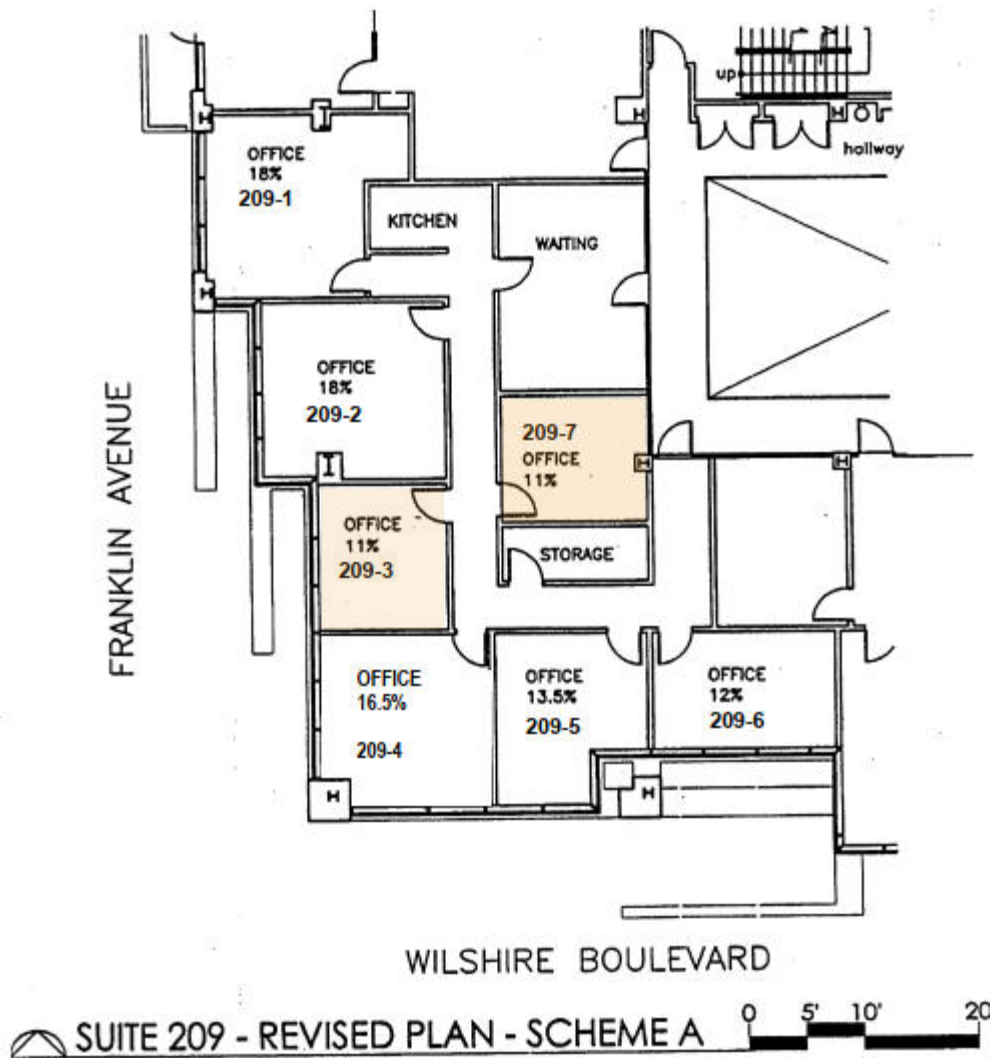 up
hallway
OFFICE
18%
209-1
KITCHEN
WAITING
OFFICE
18%
209-2
209-7
OFFICE
11%
OFFICE
11%
209-3
STORAGE
OFFICE
16.5%
209-4
OFFICE
13.5%
209-5
OFFICE
12%
209-6
FRANKLIN AVENUE
WILSHIRE BOULEVARD
SUITE 209 - REVISED PLAN - SCHEME A
0 5' 10' 20